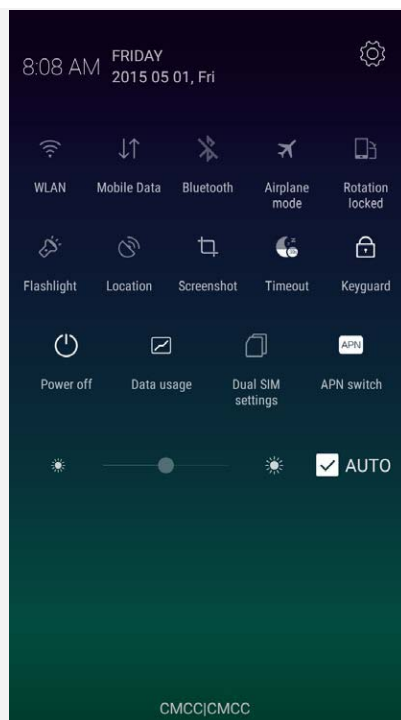 8:08 AM
FRIDAY
2015 05 01, Fri
WLAN
Mobile Data
Bluetooth
Airplane
mode
Rotation
locked
Flashlight
Location
Screenshot
Timeout
Keyguard
Power off
Data usage
Dual SIM
settings
APN
APN switch
AUTO
CMCC|CMCC